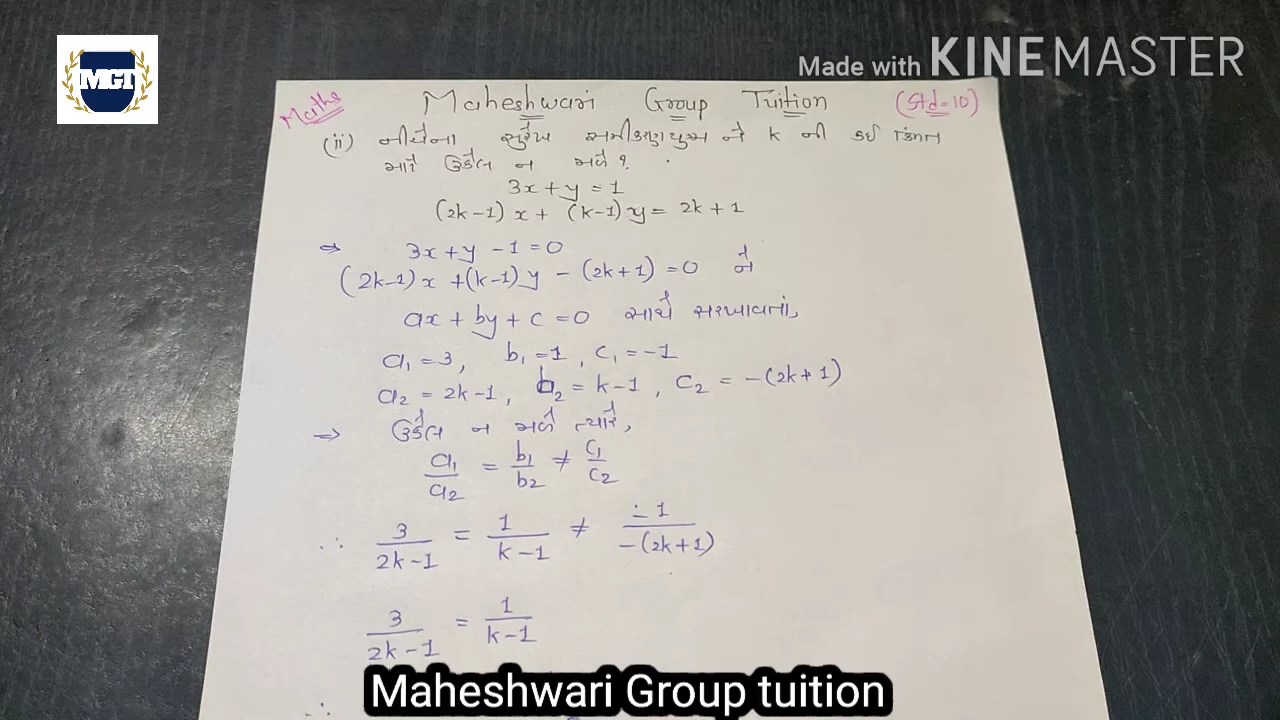 MGT
Made with KINEMASTER
Maths
Maheshwari Group Tuition
(Std=10)
(ii) નીચેના સુરેખ સમીકરણયુગ્મ ને k ની કઈ કિંમત
માટે ઉકેલ ન મળે ?
3x+y=1
(2k-1) x + (k-1) y = 2k+1
⇒ 3x+y-1=0
(2k-1)x +(k-1)y - (2k+1) =0 ને
ax + by + c =0 સાથે સરખાવતાં,
a₁=3, b₁=1, c₁=-1
a₂ = 2k-1, b₂ = k-1, c₂ = -(2k+1)
⇒ ઉકેલ ન મળે ત્યારે,
a₁/a₂ = b₁/b₂ ≠ c₁/c₂
∴ 3/2k-1 = 1/k-1 ≠ -1/-(2k+1)
3/2k-1 = 1/k-1
∴
Maheshwari Group tuition